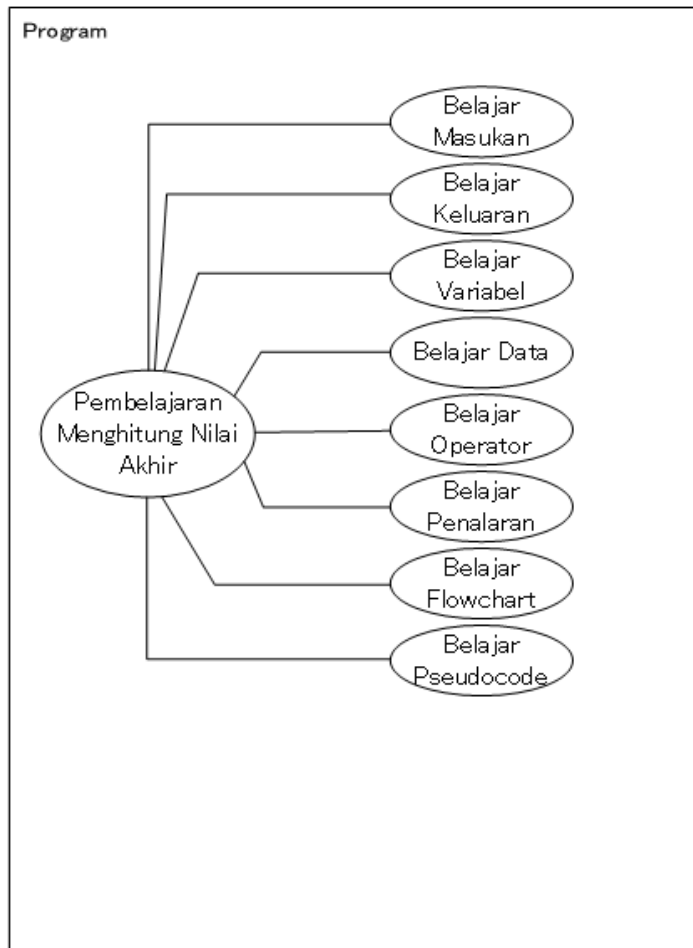 Program
Belajar
Masukan
Belajar
Keluaran
Belajar
Variabel
Belajar Data
Pembelajaran
Menghitung Nilai
Akhir
Belajar
Operator
Belajar
Penalaran
Belajar
Flowchart
Belajar
Pseudocode